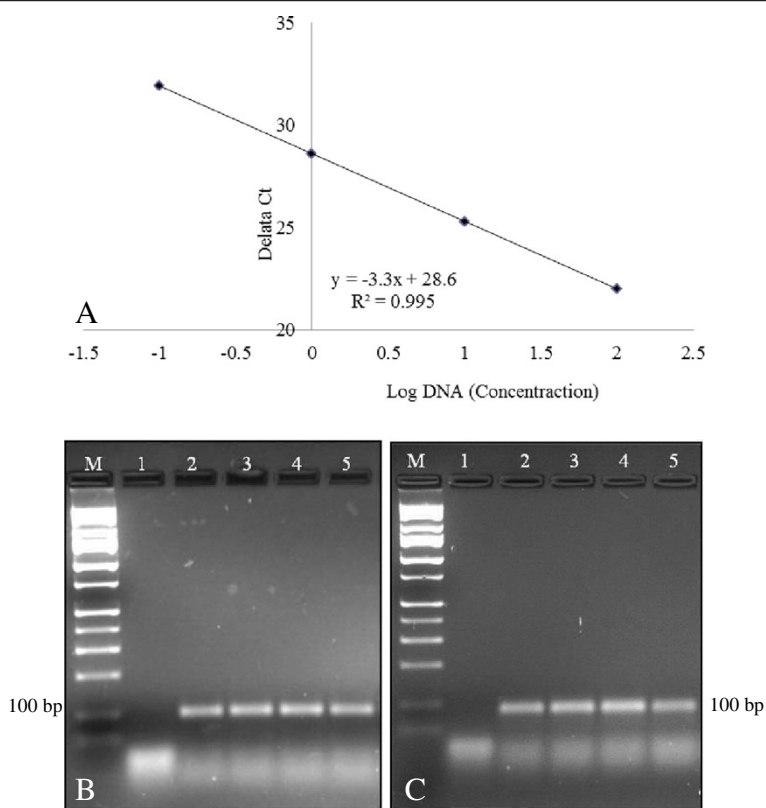 35
30
25
20
Delata Ct
y = -3.3x + 28.6
R² = 0.995
A
-1.5 -1 -0.5 0 0.5 1 1.5 2 2.5
Log DNA (Concentraction)
M 1 2 3 4 5
100 bp
B
M 1 2 3 4 5
100 bp
C